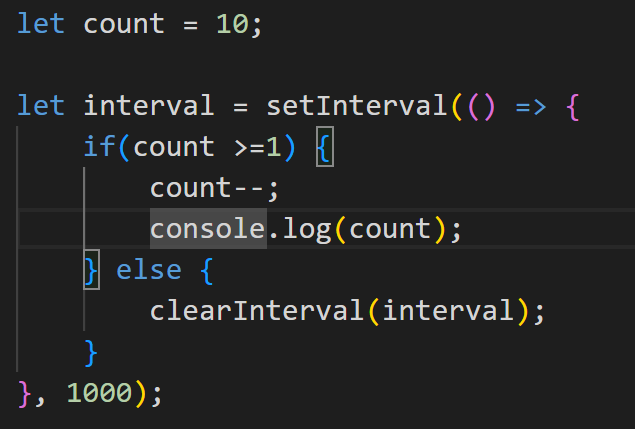 let count = 10;
let interval = setInterval(() => {
if(count >=1) {
count--;
console.log(count);
} else {
clearInterval(interval);
}
}, 1000);